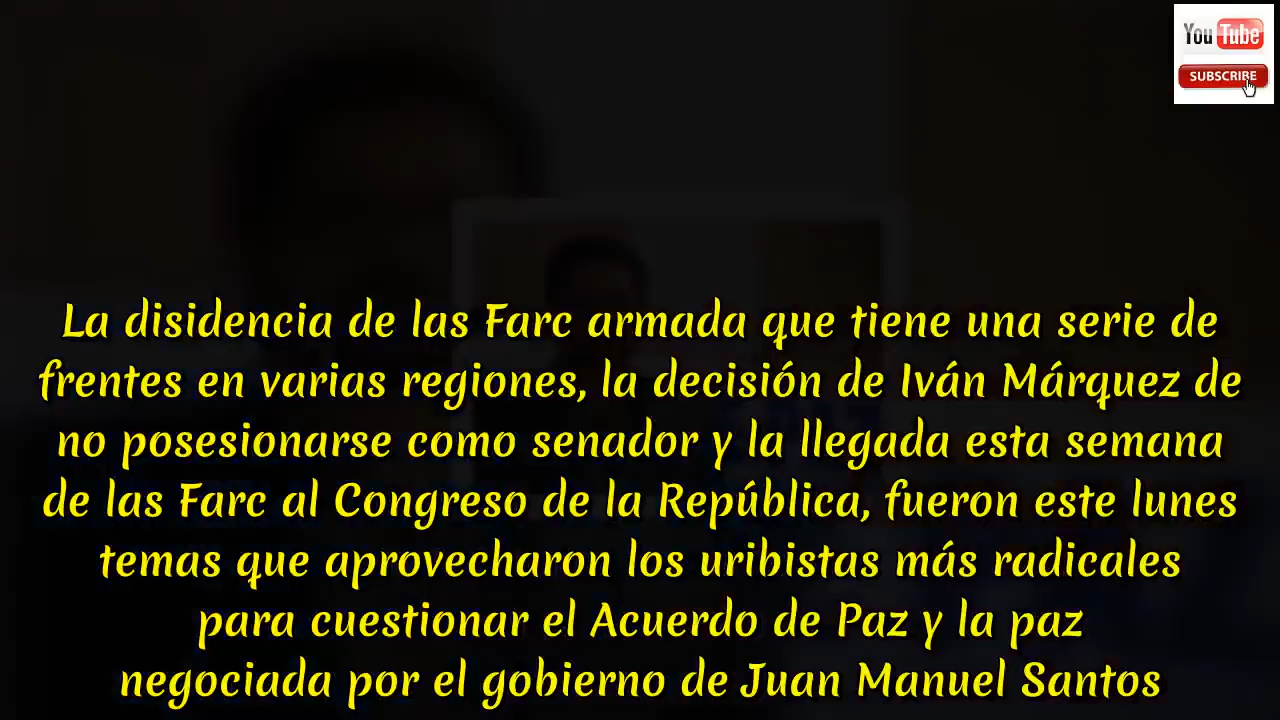 You Tube
SUBSCRIBE
La disidencia de las Farc armada que tiene una serie de
frentes en varias regiones, la decisión de Iván Márquez de
no posesionarse como senador y la llegada esta semana
de las Farc al Congreso de la República, fueron este lunes
temas que aprovecharon los uribistas más radicales
para cuestionar el Acuerdo de Paz y la paz
negociada por el gobierno de Juan Manuel Santos